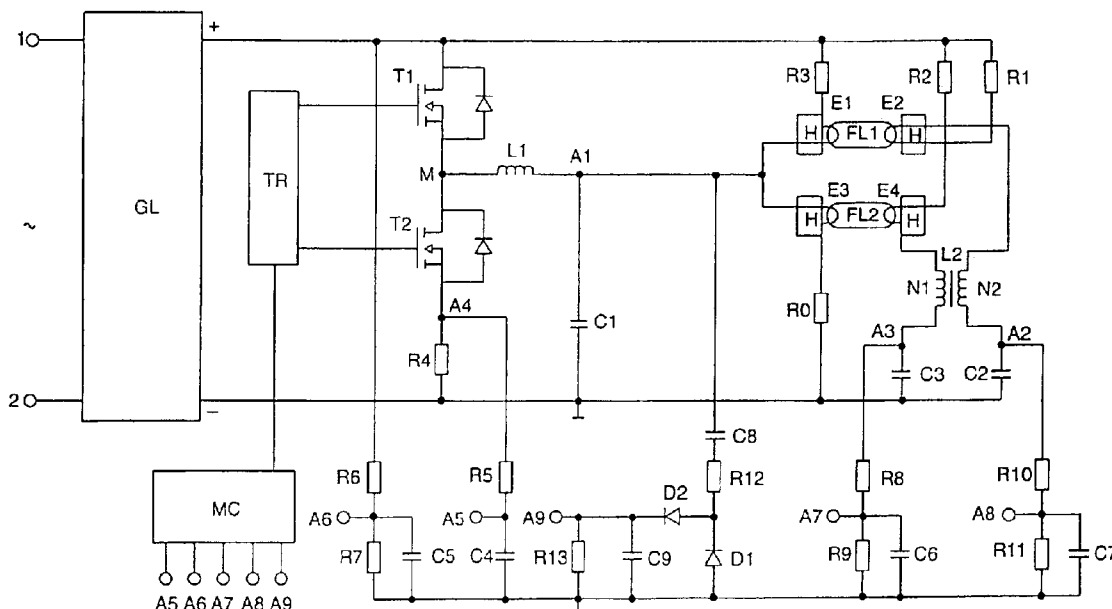 1
+
T1
R3
R2
R1
E1
E2
H
FL1
H
TR
GL
L1
A1
M
~
E3
E4
T2
H
FL2
H
L2
N1
N2
A4
C1
R0
A3
A2
R4
C3
C2
2
–
C8
R6
R5
R12
R8
R10
MC
D2
A6
A5
A9
A7
A8
R7
C5
C4
R13
C9
D1
R9
C6
R11
C7
A5 A6 A7 A8 A9